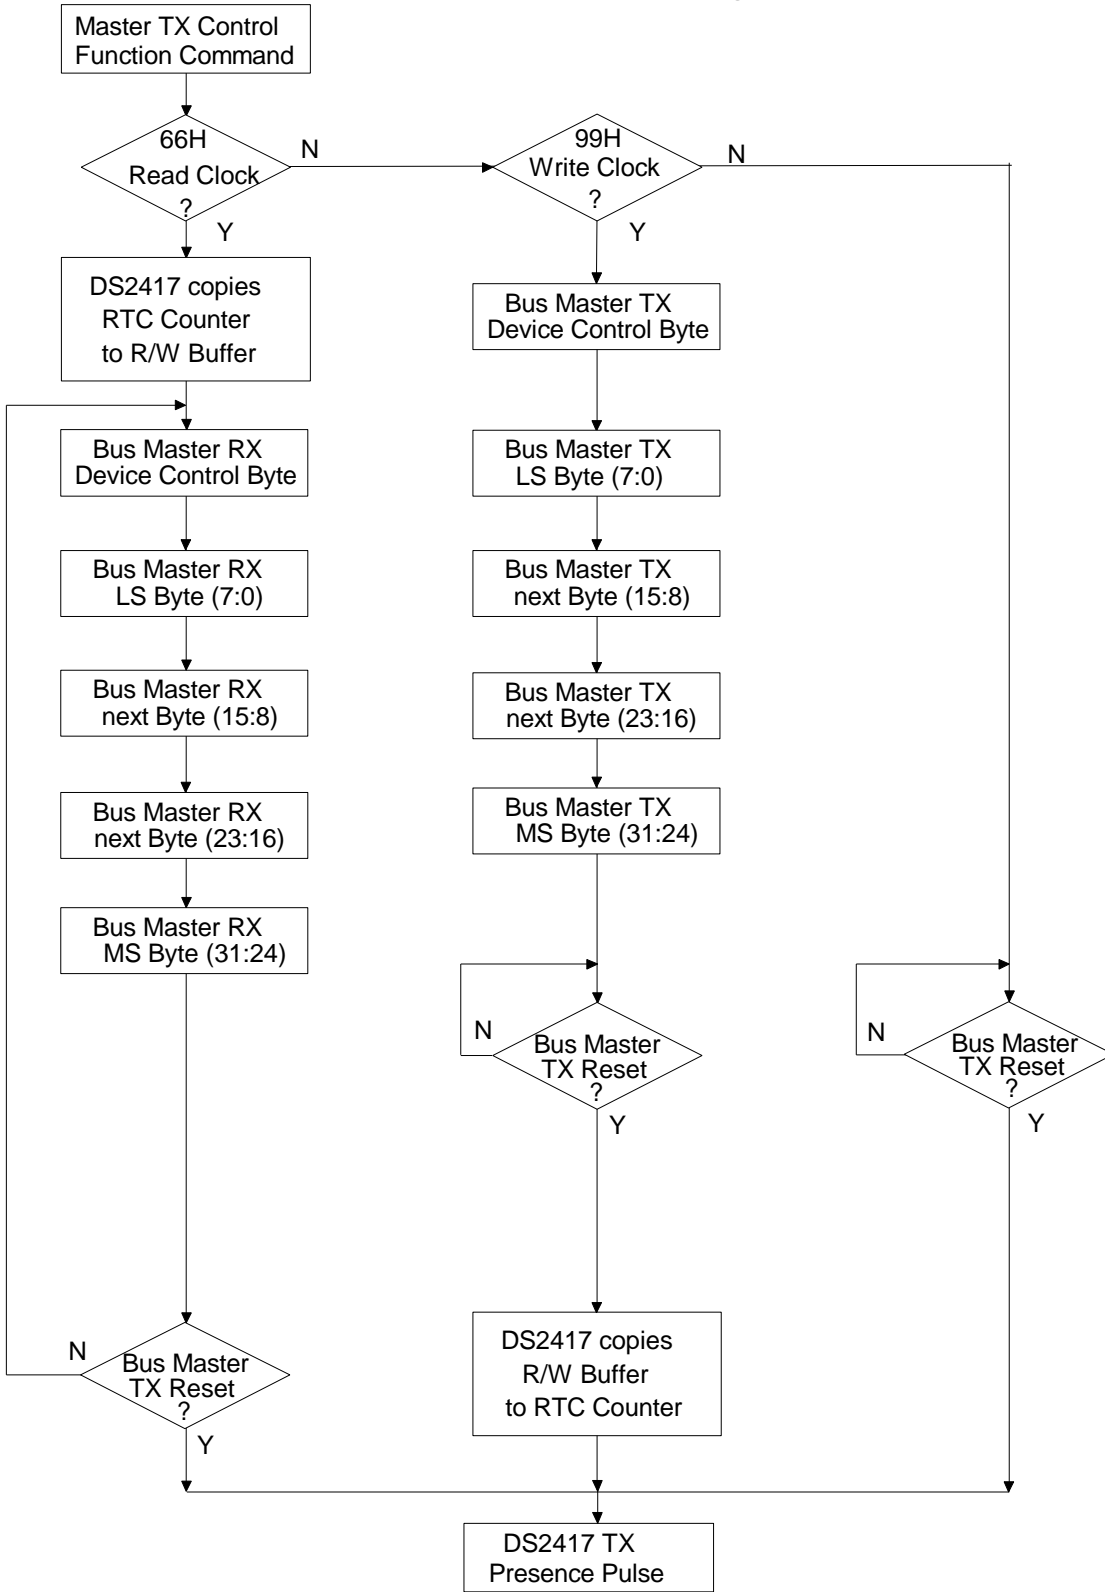 Master TX Control
Function Command
66H
Read Clock
?
N
Y
99H
Write Clock
?
N
Y
DS2417 copies
RTC Counter
to R/W Buffer
Bus Master RX
Device Control Byte
Bus Master RX
LS Byte (7:0)
Bus Master RX
next Byte (15:8)
Bus Master RX
next Byte (23:16)
Bus Master RX
MS Byte (31:24)
N
Bus Master
TX Reset
?
Y
Bus Master TX
Device Control Byte
Bus Master TX
LS Byte (7:0)
Bus Master TX
next Byte (15:8)
Bus Master TX
next Byte (23:16)
Bus Master TX
MS Byte (31:24)
N
Bus Master
TX Reset
?
Y
DS2417 copies
R/W Buffer
to RTC Counter
N
Bus Master
TX Reset
?
Y
DS2417 TX
Presence Pulse